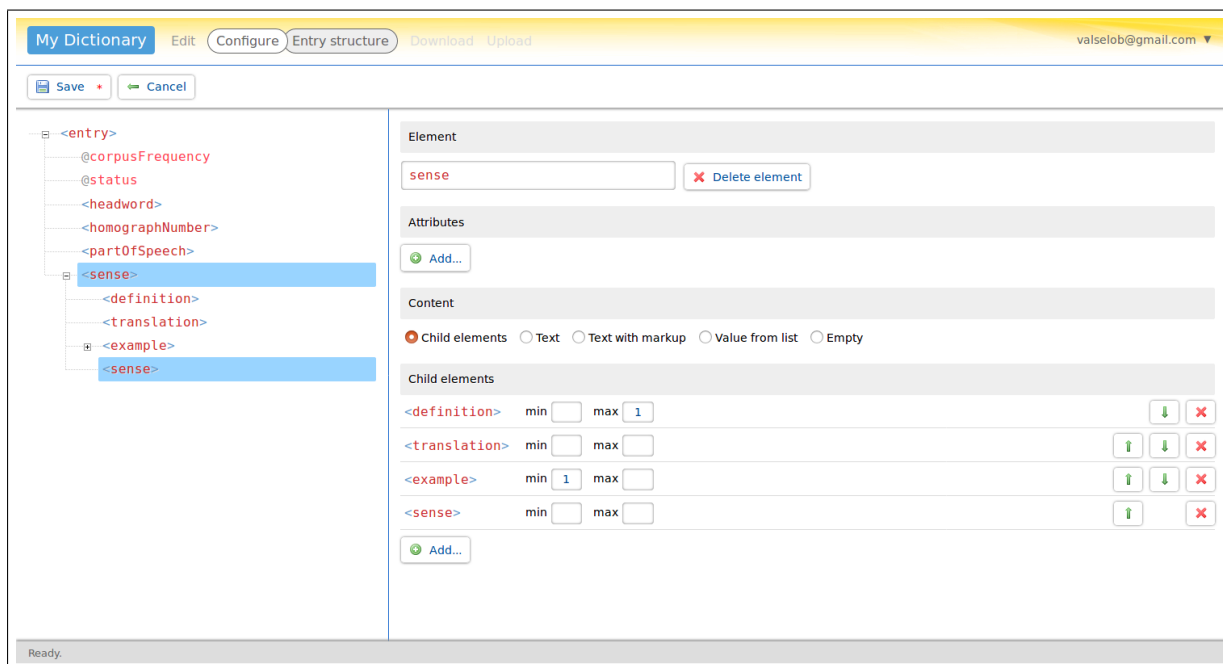 My Dictionary Edit Configure Entry structure Download Upload valselob@gmail.com ▼
Save * Cancel
<entry>
@corpusFrequency
@status
<headword>
<homographNumber>
<partOfSpeech>
<sense>
<definition>
<translation>
<example>
<sense>
Element
sense Delete element
Attributes
Add...
Content
Child elements Text Text with markup Value from list Empty
Child elements
<definition> min max 1
<translation> min max
<example> min 1 max
<sense> min max
Add...
Ready.